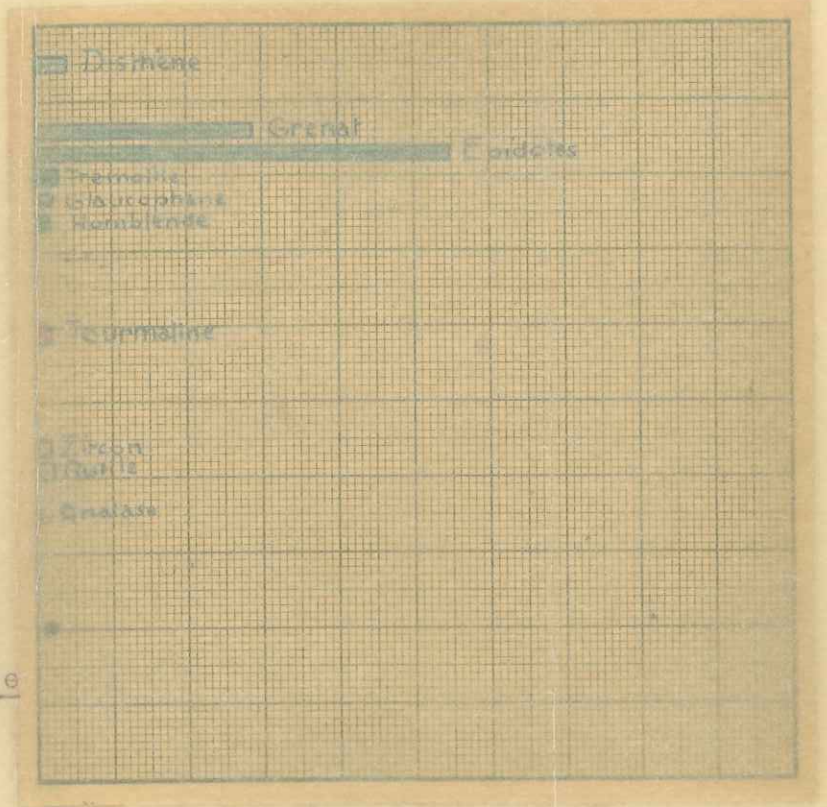 Disthène
Grenat
Epidotes
Trémolite
Glaucophane
Hornblende
Tourmaline
Zircon
Rutile
Anatase
e